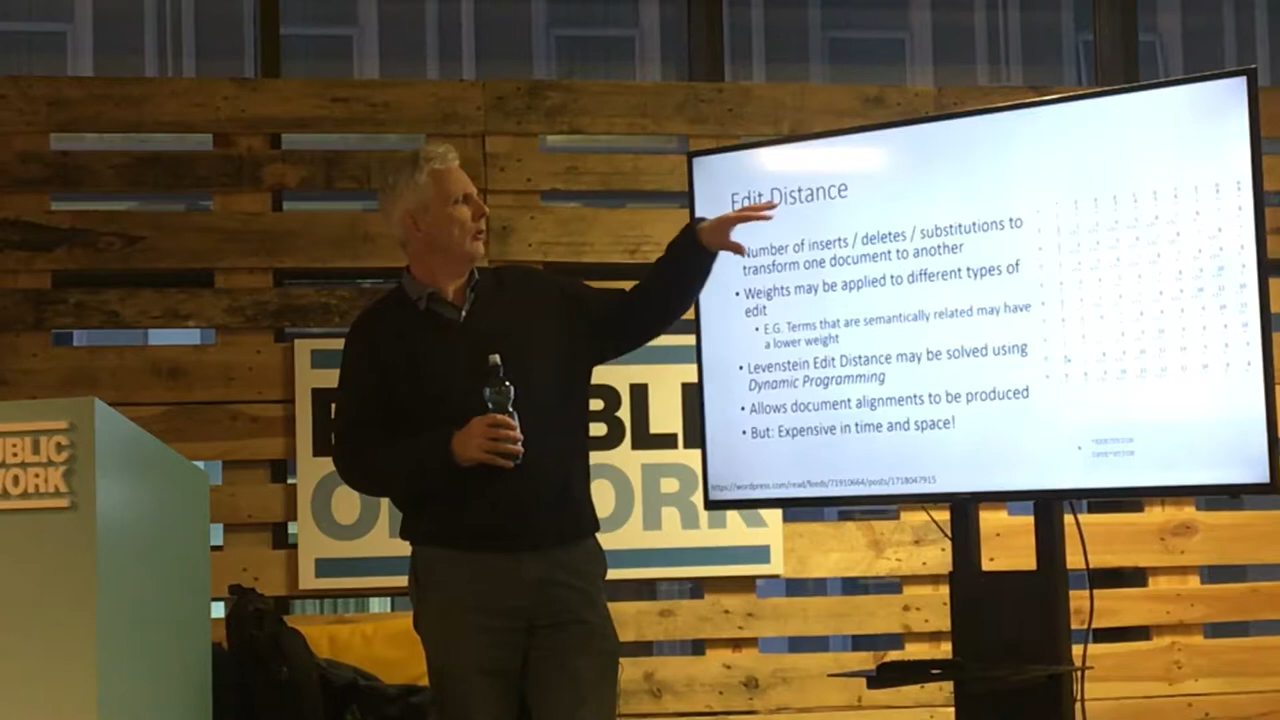 Edit Distance
Number of inserts / deletes / substitutions to
transform one document to another
• Weights may be applied to different types of
edit
• E.G. Terms that are semantically related may have
a lower weight
• Levenstein Edit Distance may be solved using
Dynamic Programming
• Allows document alignments to be produced
• But: Expensive in time and space!
https://wordpress.com/read/feeds/71910664/posts/1718047915
UBLIC
WORK
BLI
O
ORK